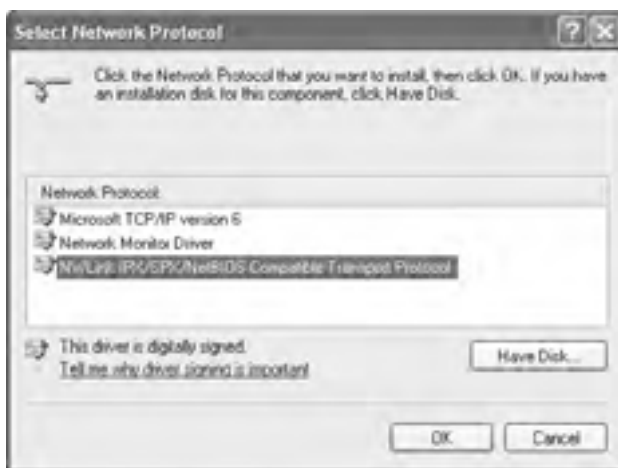 Select Network Protocol
Click the Network Protocol that you want to install, then click OK. If you have
an installation disk for this component, click Have Disk.
Network Protocol:
Microsoft TCP/IP version 6
Network Monitor Driver
NWLink IPX/SPX/NetBIOS Compatible Transport Protocol
This driver is digitally signed.
Tell me why driver signing is important
Have Disk...
OK
Cancel